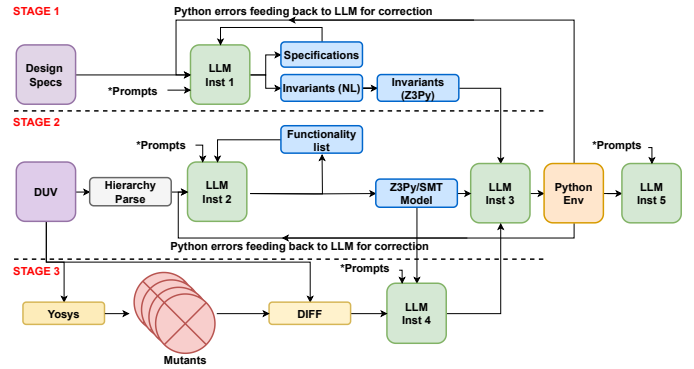 STAGE 1
Python errors feeding back to LLM for correction
Design
Specs
*Prompts
LLM
Inst 1
Specifications
Invariants (NL)
Invariants
(Z3Py)
STAGE 2
*Prompts
Functionality
list
*Prompts
DUV
Hierarchy
Parse
LLM
Inst 2
Z3Py/SMT
Model
LLM
Inst 3
Python
Env
LLM
Inst 5
Python errors feeding back to LLM for correction
STAGE 3
*Prompts
Yosys
DIFF
LLM
Inst 4
Mutants